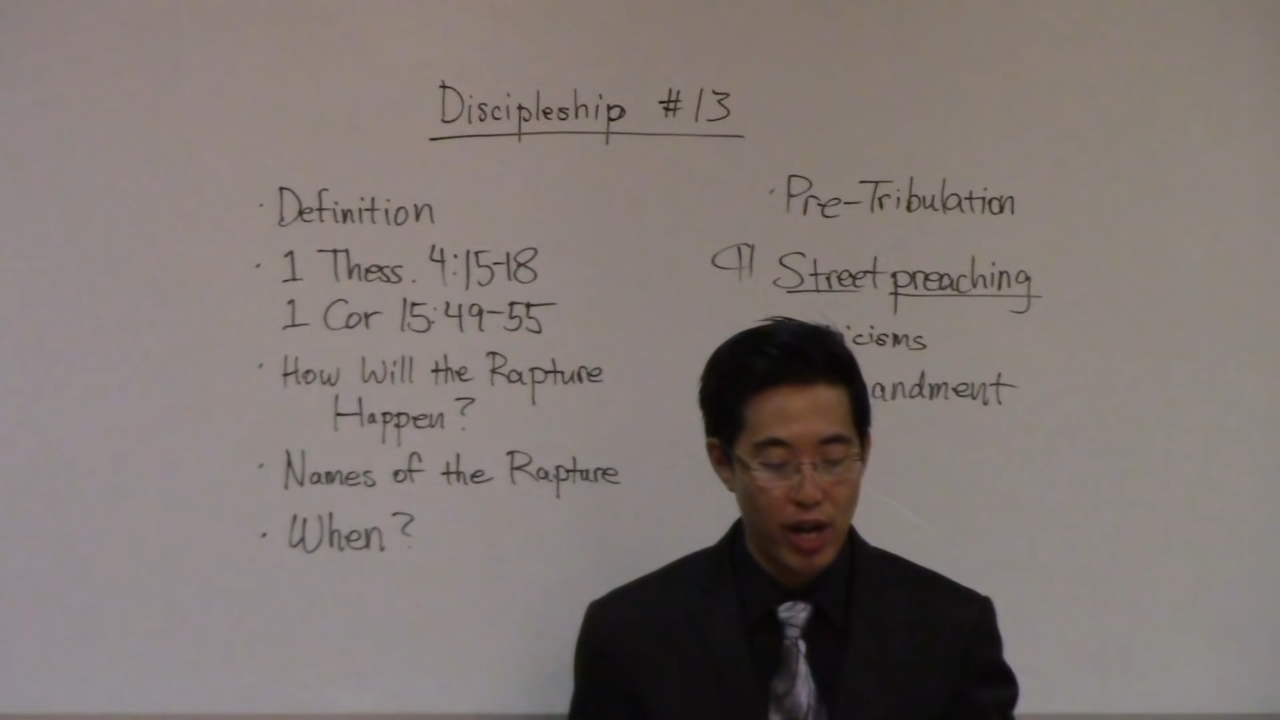 Discipleship #13
· Definition
· 1 Thess. 4:15-18
1 Cor 15:49-55
· How Will the Rapture
Happen?
· Names of the Rapture
· When?
· Pre-Tribulation
¶ Street preaching